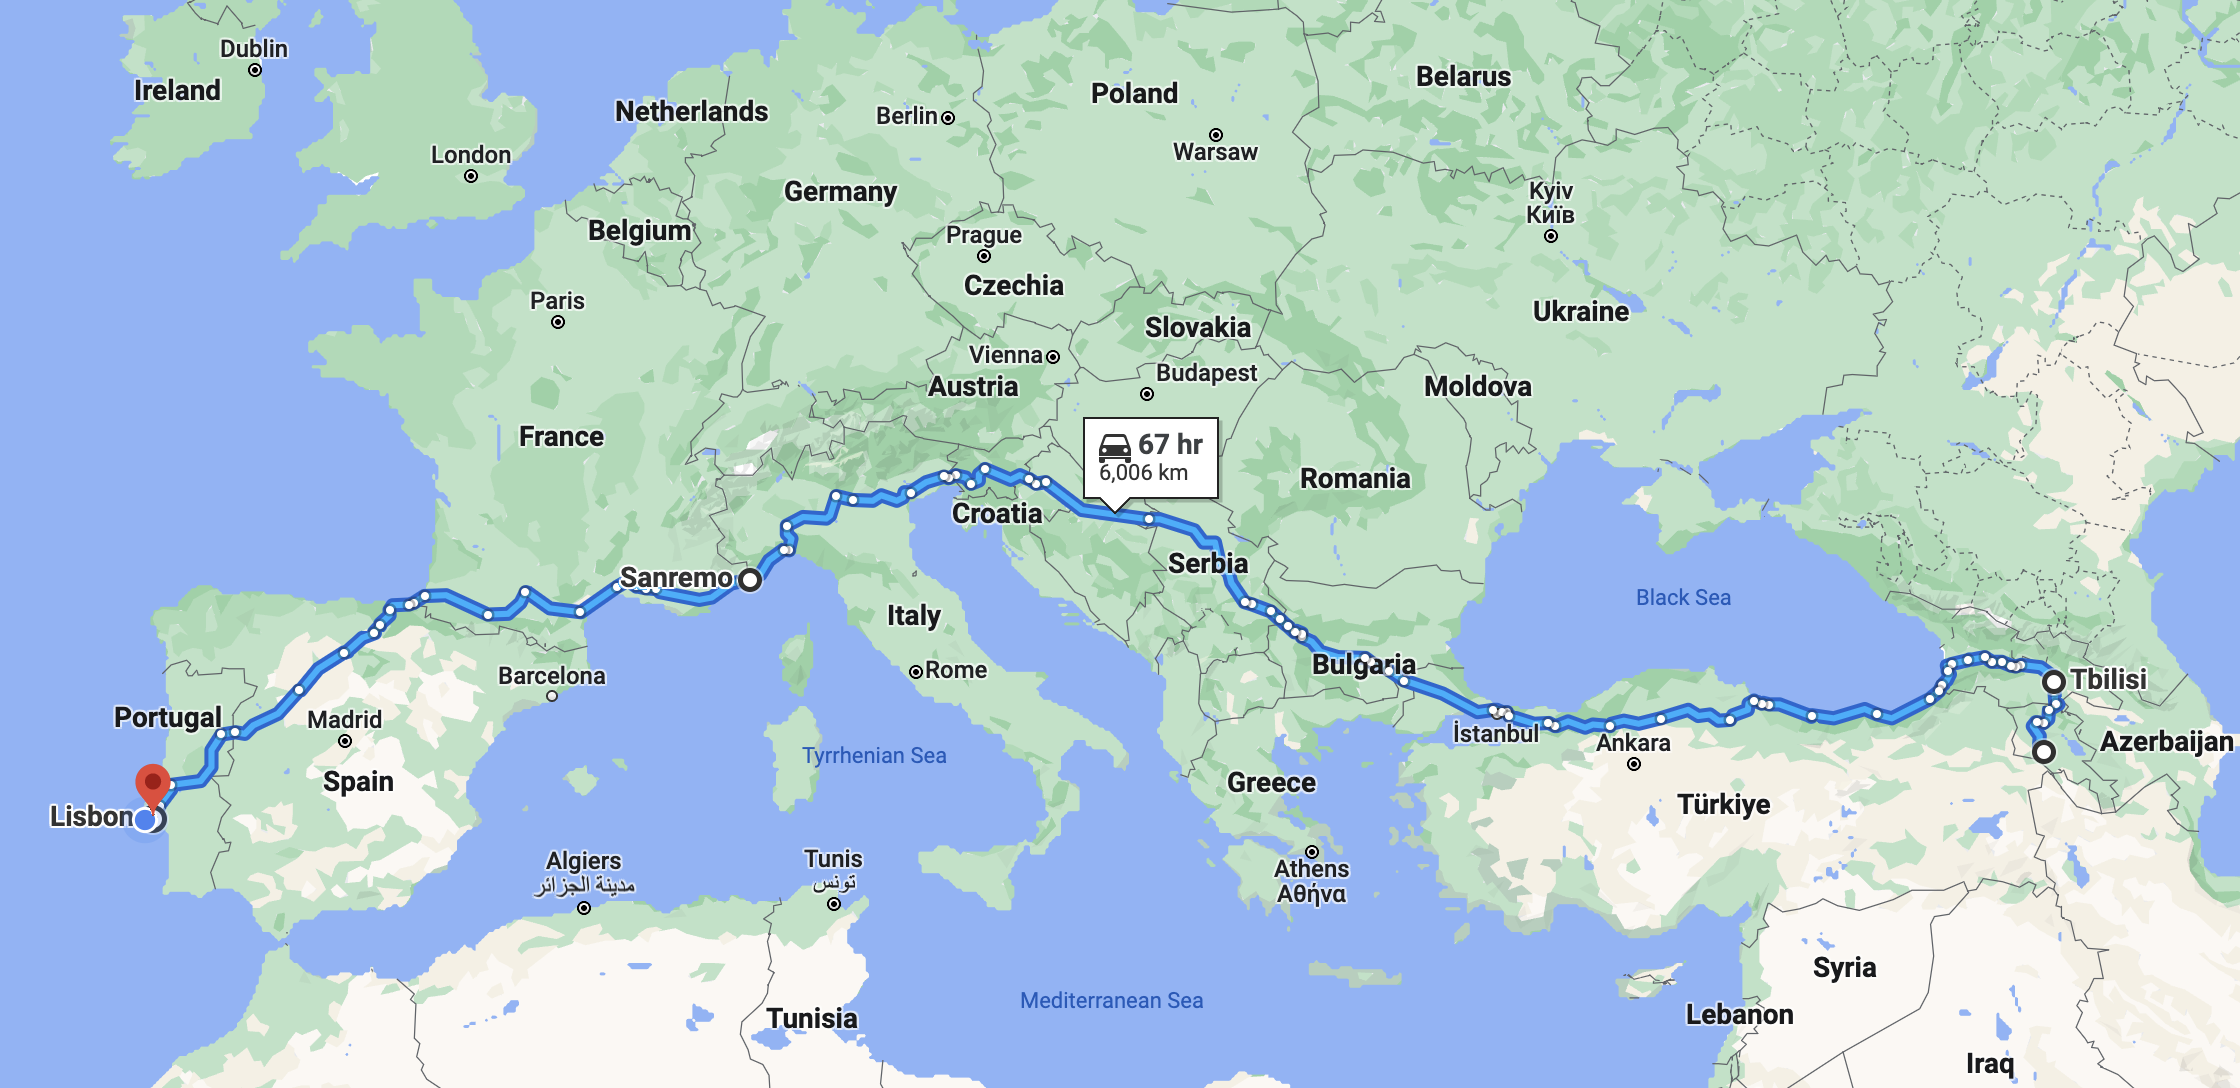 Dublin
Ireland
London
Netherlands
Belgium
Paris
France
Berlin
Germany
Prague
Czechia
Poland
Warsaw
Belarus
Kyiv
Київ
Ukraine
Slovakia
Vienna
Austria
Budapest
Moldova
67 hr
6,006 km
Romania
Croatia
Serbia
Sanremo
Italy
Rome
Black Sea
Bulgaria
Tbilisi
Azerbaijan
Barcelona
Portugal
Madrid
Spain
Lisbon
Tyrrhenian Sea
İstanbul
Ankara
Türkiye
Greece
Athens
Αθήνα
Algiers
مدينة الجزائر
Tunis
تونس
Tunisia
Mediterranean Sea
Syria
Lebanon
Iraq